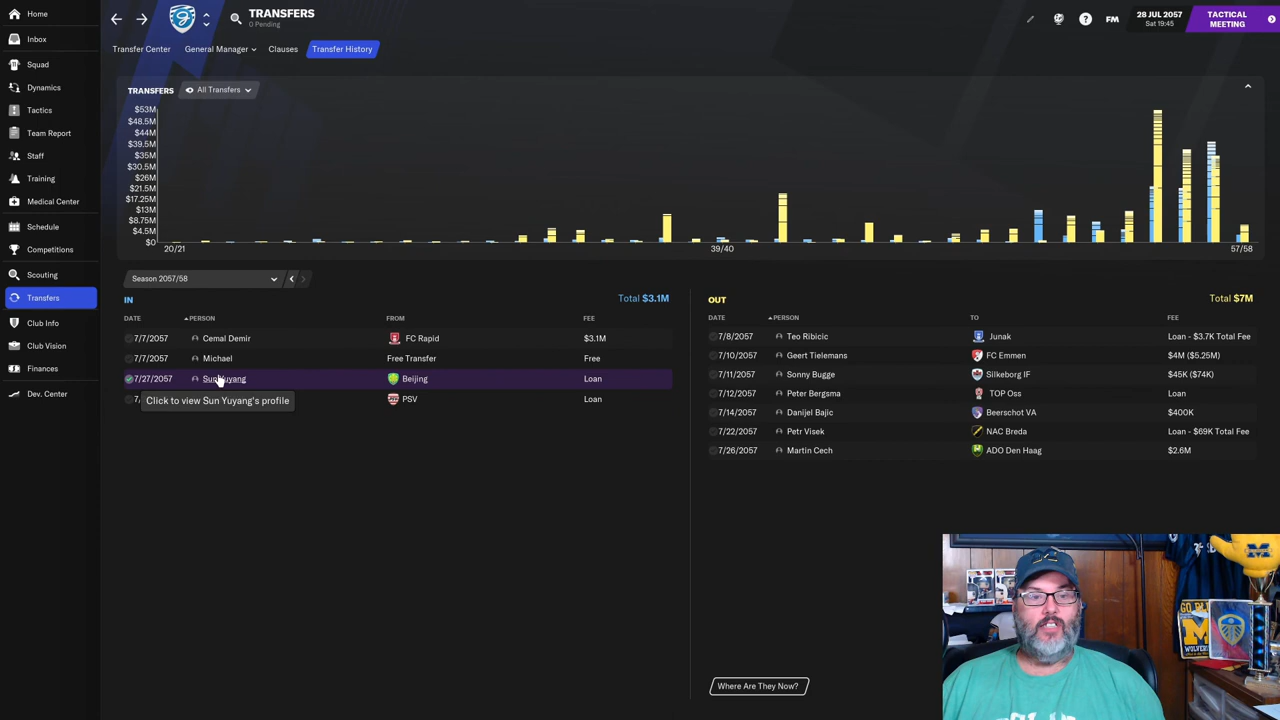 Home
TRANSFERS
0 Pending
FM
28 JUL 2057
Sat 19:45
TACTICAL
MEETING
Inbox
Transfer Center
General Manager
Clauses
Transfer History
Squad
Dynamics
Tactics
Team Report
Staff
Training
Medical Center
Schedule
Competitions
Scouting
Transfers
Club Info
Club Vision
Finances
Dev. Center
TRANSFERS
All Transfers
$53M
$48.5M
$44M
$39.5M
$35M
$30.5M
$26M
$21.5M
$17.25M
$13M
$8.75M
$4.5M
$0
20/21
39/40
57/58
Season 2057/58
IN
Total $3.1M
DATE PERSON FROM FEE
7/7/2057 Cemal Demir FC Rapid $3.1M
7/7/2057 Michael Free Transfer Free
7/27/2057 Sun Yuyang Beijing Loan
7/ PSV Loan
Click to view Sun Yuyang's profile
OUT
Total $7M
DATE PERSON TO FEE
7/8/2057 Teo Ribicic Junak Loan - $3.7K Total Fee
7/10/2057 Geert Tielemans FC Emmen $4M ($5.25M)
7/11/2057 Sonny Bugge Silkeborg IF $45K ($74K)
7/12/2057 Peter Bergsma TOP Oss Loan
7/14/2057 Danijel Bajic Beerschot VA $400K
7/22/2057 Petr Visek NAC Breda Loan - $69K Total Fee
7/26/2057 Martin Cech ADO Den Haag $2.6M
Where Are They Now?
M
GO BLUE
M